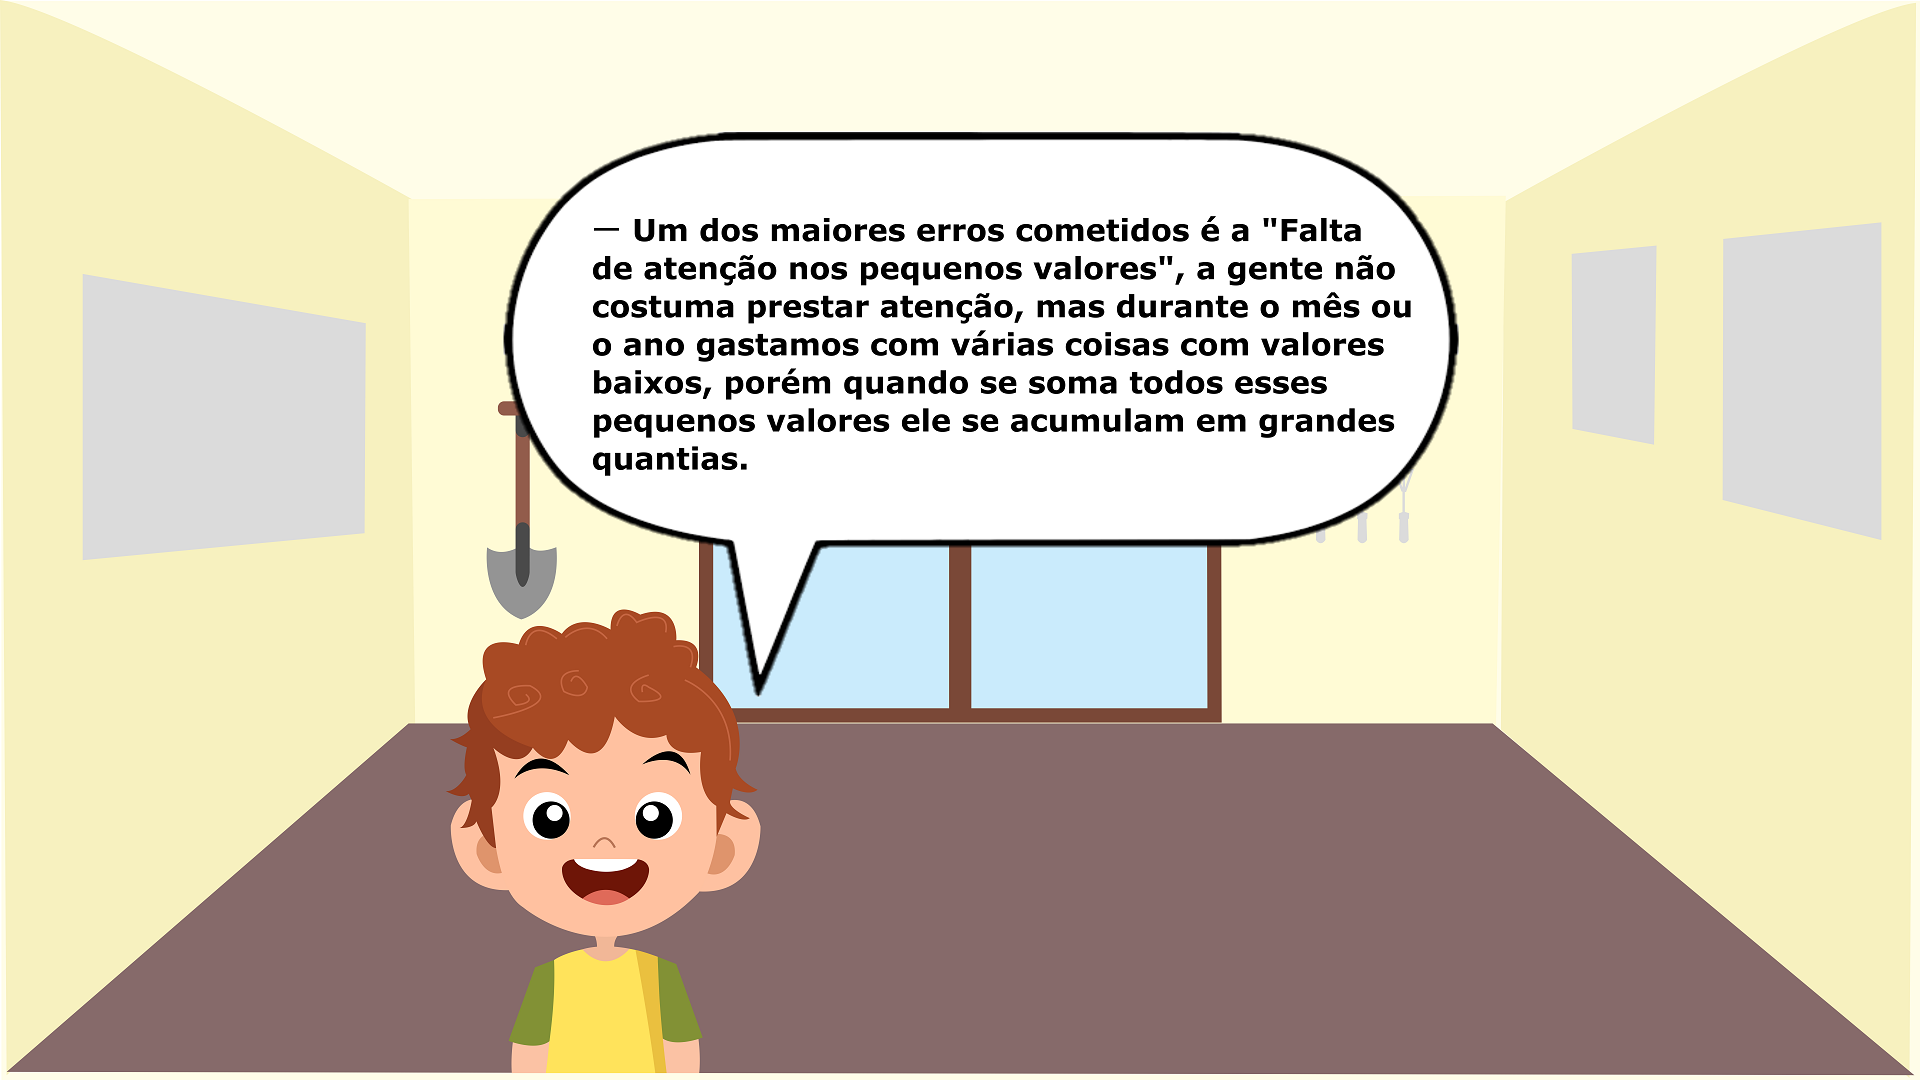 — Um dos maiores erros cometidos é a "Falta
de atenção nos pequenos valores", a gente não
costuma prestar atenção, mas durante o mês ou
o ano gastamos com várias coisas com valores
baixos, porém quando se soma todos esses
pequenos valores ele se acumulam em grandes
quantias.